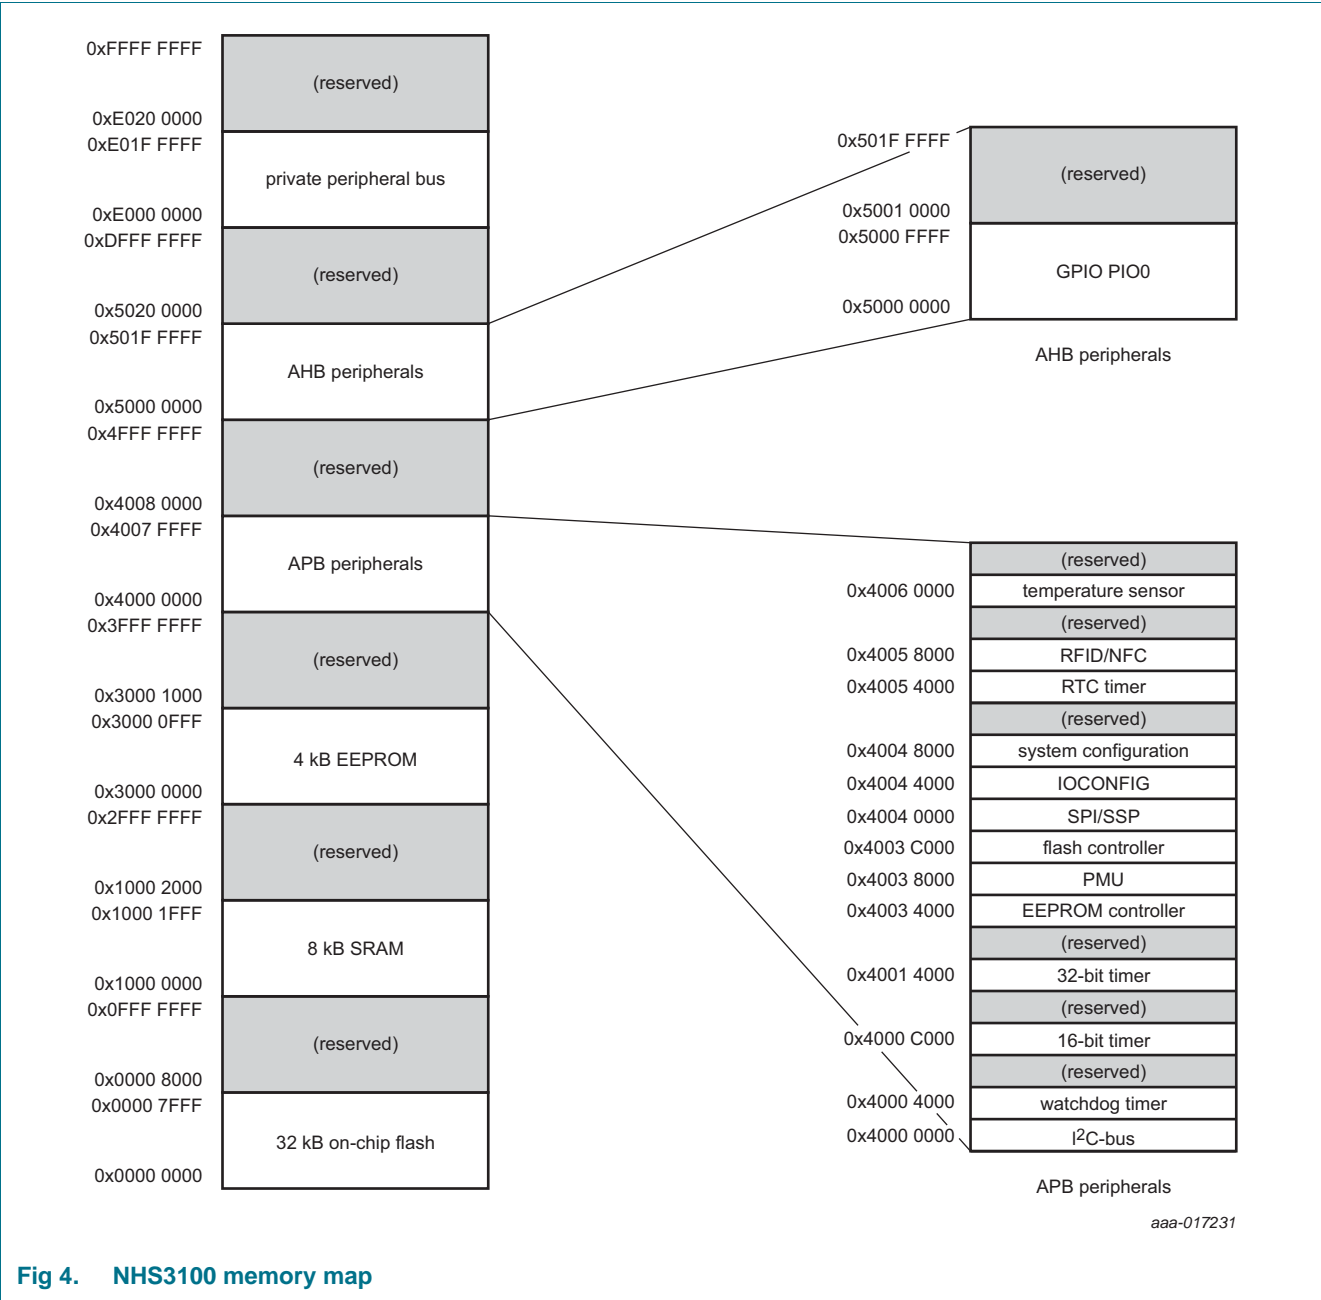 0xFFFF FFFF
(reserved)
0xE020 0000
0xE01F FFFF
private peripheral bus
0xE000 0000
0xDFFF FFFF
(reserved)
0x5020 0000
0x501F FFFF
AHB peripherals
0x5000 0000
0x4FFF FFFF
(reserved)
0x4008 0000
0x4007 FFFF
APB peripherals
0x4000 0000
0x3FFF FFFF
(reserved)
0x3000 1000
0x3000 0FFF
4 kB EEPROM
0x3000 0000
0x2FFF FFFF
(reserved)
0x1000 2000
0x1000 1FFF
8 kB SRAM
0x1000 0000
0x0FFF FFFF
(reserved)
0x0000 8000
0x0000 7FFF
32 kB on-chip flash
0x0000 0000
0x501F FFFF
(reserved)
0x5001 0000
0x5000 FFFF
GPIO PIO0
0x5000 0000
AHB peripherals
(reserved)
0x4006 0000 temperature sensor
(reserved)
0x4005 8000 RFID/NFC
0x4005 4000 RTC timer
(reserved)
0x4004 8000 system configuration
0x4004 4000 IOCONFIG
0x4004 0000 SPI/SSP
0x4003 C000 flash controller
0x4003 8000 PMU
0x4003 4000 EEPROM controller
(reserved)
0x4001 4000 32-bit timer
(reserved)
0x4000 C000 16-bit timer
(reserved)
0x4000 4000 watchdog timer
0x4000 0000 I2C-bus
APB peripherals
aaa-017231
Fig 4. NHS3100 memory map